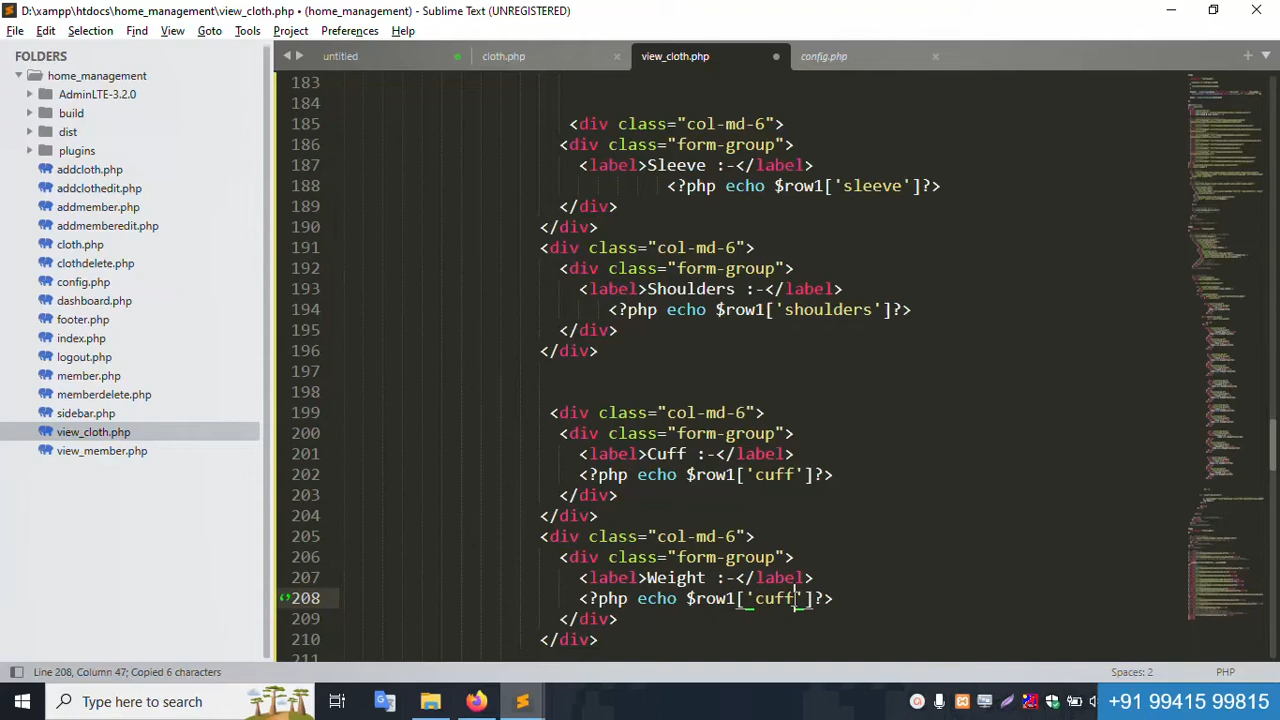 D:\xampp\htdocs\home_management\view_cloth.php • (home_management) - Sublime Text (UNREGISTERED)
File Edit Selection Find View Goto Tools Project Preferences Help
FOLDERS
home_management
AdminLTE-3.2.0
build
dist
plugins
addcloth.php
addclothedit.php
addmember.php
addmemberedit.php
cloth.php
clothdelete.php
config.php
dashboard.php
footer.php
index.php
logout.php
member.php
memberdelete.php
sidebar.php
view_cloth.php
view_member.php
untitled cloth.php view_cloth.php config.php
183
184
185 <div class="col-md-6">
186 <div class="form-group">
187 <label>Sleeve :-</label>
188 <?php echo $row1['sleeve']?>
189 </div>
190 </div>
191 <div class="col-md-6">
192 <div class="form-group">
193 <label>Shoulders :-</label>
194 <?php echo $row1['shoulders']?>
195 </div>
196 </div>
197
198
199 <div class="col-md-6">
200 <div class="form-group">
201 <label>Cuff :-</label>
202 <?php echo $row1['cuff']?>
203 </div>
204 </div>
205 <div class="col-md-6">
206 <div class="form-group">
207 <label>Weight :-</label>
208 <?php echo $row1['cuff']?>
209 </div>
210 </div>
211
Line 208, Column 47; Copied 6 characters Spaces: 2 PHP
Type here to search
+91 99415 99815